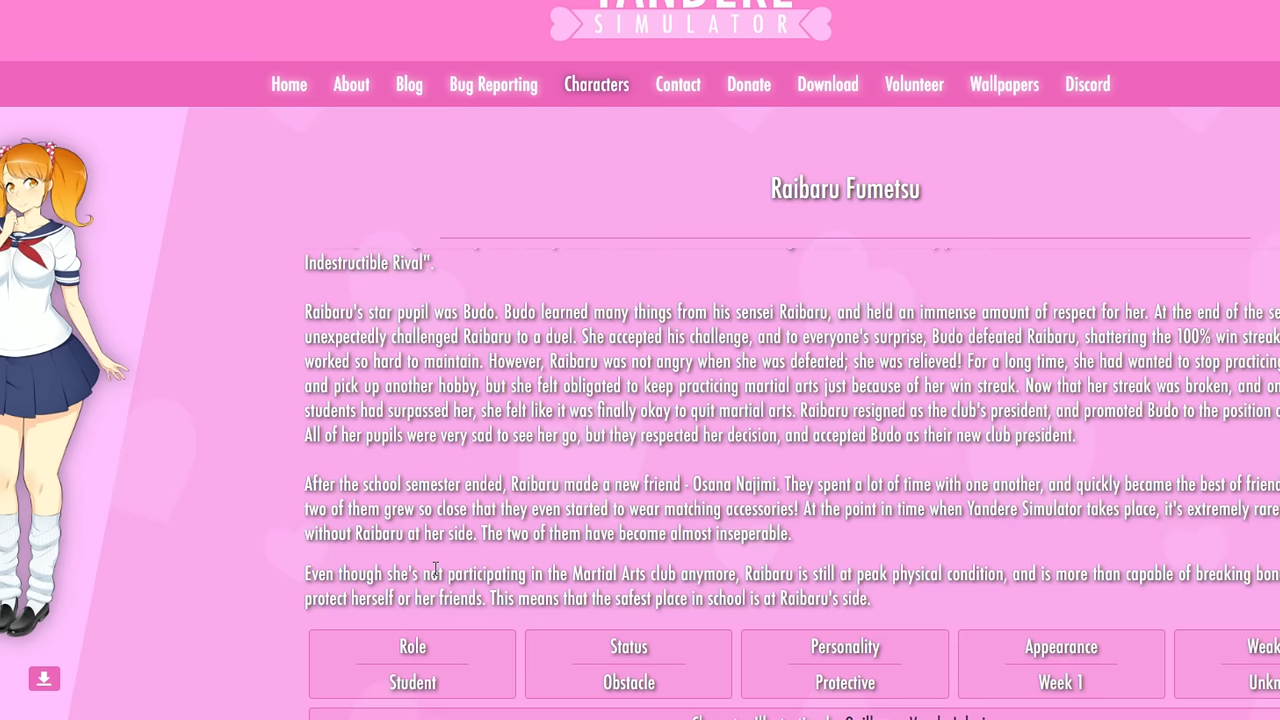 YANDERE
SIMULATOR
Home About Blog Bug Reporting Characters Contact Donate Download Volunteer Wallpapers Discord
Raibaru Fumetsu
Indestructible Rival".
Raibaru's star pupil was Budo. Budo learned many things from his sensei Raibaru, and held an immense amount of respect for her. At the end of the se
unexpectedly challenged Raibaru to a duel. She accepted his challenge, and to everyone's surprise, Budo defeated Raibaru, shattering the 100% win streak
worked so hard to maintain. However, Raibaru was not angry when she was defeated; she was relieved! For a long time, she had wanted to stop practicing
and pick up another hobby, but she felt obligated to keep practicing martial arts just because of her win streak. Now that her streak was broken, and on
students had surpassed her, she felt like it was finally okay to quit martial arts. Raibaru resigned as the club's president, and promoted Budo to the position o
All of her pupils were very sad to see her go, but they respected her decision, and accepted Budo as their new club president.
After the school semester ended, Raibaru made a new friend - Osana Najimi. They spent a lot of time with one another, and quickly became the best of friend
two of them grew so close that they even started to wear matching accessories! At the point in time when Yandere Simulator takes place, it's extremely rare
without Raibaru at her side. The two of them have become almost inseperable.
Even though she's not participating in the Martial Arts club anymore, Raibaru is still at peak physical condition, and is more than capable of breaking bon
protect herself or her friends. This means that the safest place in school is at Raibaru's side.
Role Status Personality Appearance Weak
Student Obstacle Protective Week 1 Unkn